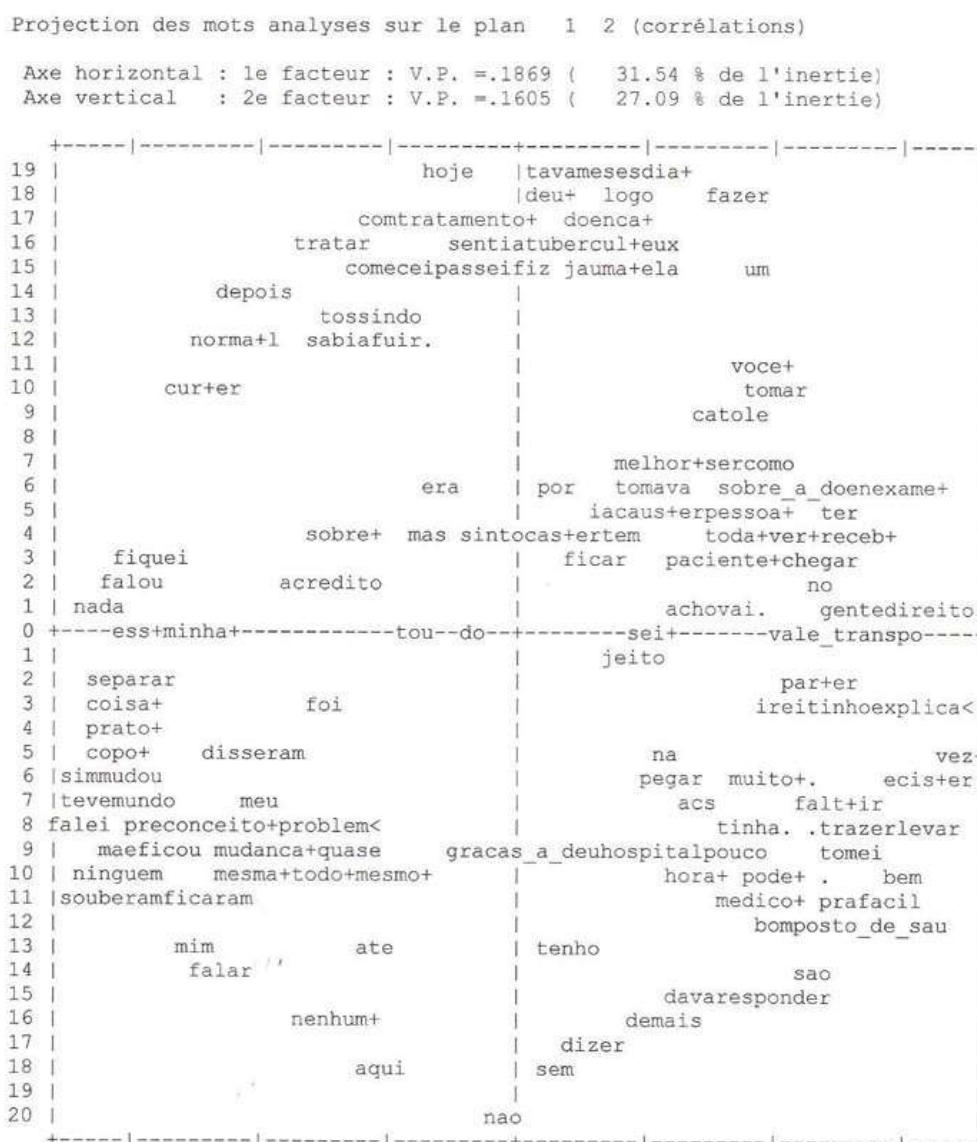 Projection des mots analyses sur le plan 1 2 (corrélations)
Axe horizontal : 1e facteur : V.P. =.1869 ( 31.54 % de l'inertie)
Axe vertical : 2e facteur : V.P. =.1605 ( 27.09 % de l'inertie)
+-----|---------|---------|---------+---------|---------|---------|-----
19 | hoje |tavamesesdia+
18 | |deu+ logo fazer
17 | comtratamento+ doenca+
16 | tratar sentiatubercul+eux
15 | comeceipasseifiz jauma+ela um
14 | depois |
13 | tossindo |
12 | norma+l sabiafuir. |
11 | | voce+
10 | cur+er | tomar
9 | | catole
8 | |
7 | | melhor+sercomo
6 | era | por tomava sobre_a_doenexame+
5 | | iacaus+erpessoa+ ter
4 | sobre+ mas sintocas+ertem toda+ver+receb+
3 | fiquei | ficar paciente+chegar
2 | falou acredito | no
1 | nada | achovai. gentedireito
0 +----ess+minha+------------tou--do--+--------sei+-------vale_transpo----
1 | | jeito
2 | separar | par+er
3 | coisa+ foi | ireitinhoexplica<
4 | prato+ |
5 | copo+ disseram | na vez+
6 |simmudou | pegar muito+. ecis+er
7 |tevemundo meu | acs falt+ir
8 falei preconceito+problem< | tinha. .trazerlevar
9 | maeficou mudanca+quase gracas_a_deuhospitalpouco tomei
10 | ninguem mesma+todo+mesmo+ | hora+ pode+ . bem
11 |souberamficaram | medico+ prafacil
12 | | bomposto_de_sau
13 | mim ate | tenho
14 | falar | sao
15 | | davaresponder
16 | nenhum+ | demais
17 | | dizer
18 | aqui | sem
19 | |
20 | nao
+-----|---------|---------|---------+---------|---------|---------|-----